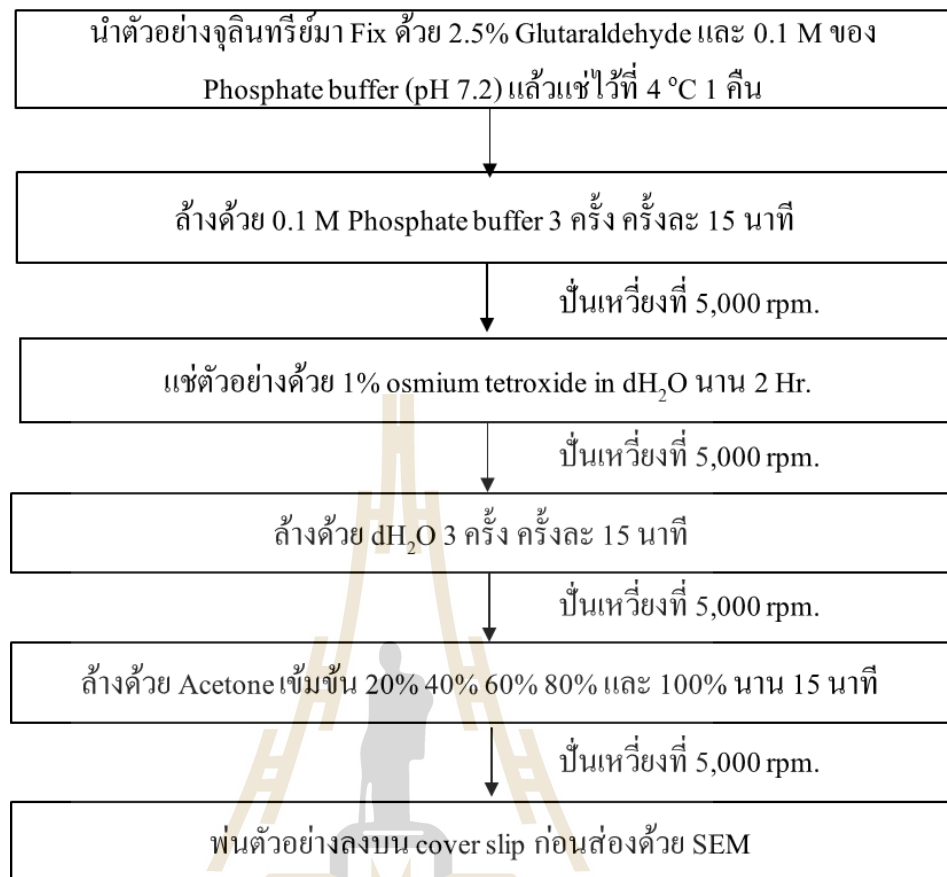 นำตัวอย่างจุลินทรีย์มา Fix ด้วย 2.5% Glutaraldehyde และ 0.1 M ของ
Phosphate buffer (pH 7.2) แล้วแช่ไว้ที่ 4 °C 1 คืน
ล้างด้วย 0.1 M Phosphate buffer 3 ครั้ง ครั้งละ 15 นาที
ปั่นเหวี่ยงที่ 5,000 rpm.
แช่ตัวอย่างด้วย 1% osmium tetroxide in dH₂O นาน 2 Hr.
ปั่นเหวี่ยงที่ 5,000 rpm.
ล้างด้วย dH₂O 3 ครั้ง ครั้งละ 15 นาที
ปั่นเหวี่ยงที่ 5,000 rpm.
ล้างด้วย Acetone เข้มข้น 20% 40% 60% 80% และ 100% นาน 15 นาที
ปั่นเหวี่ยงที่ 5,000 rpm.
พ่นตัวอย่างลงบน cover slip ก่อนส่องด้วย SEM